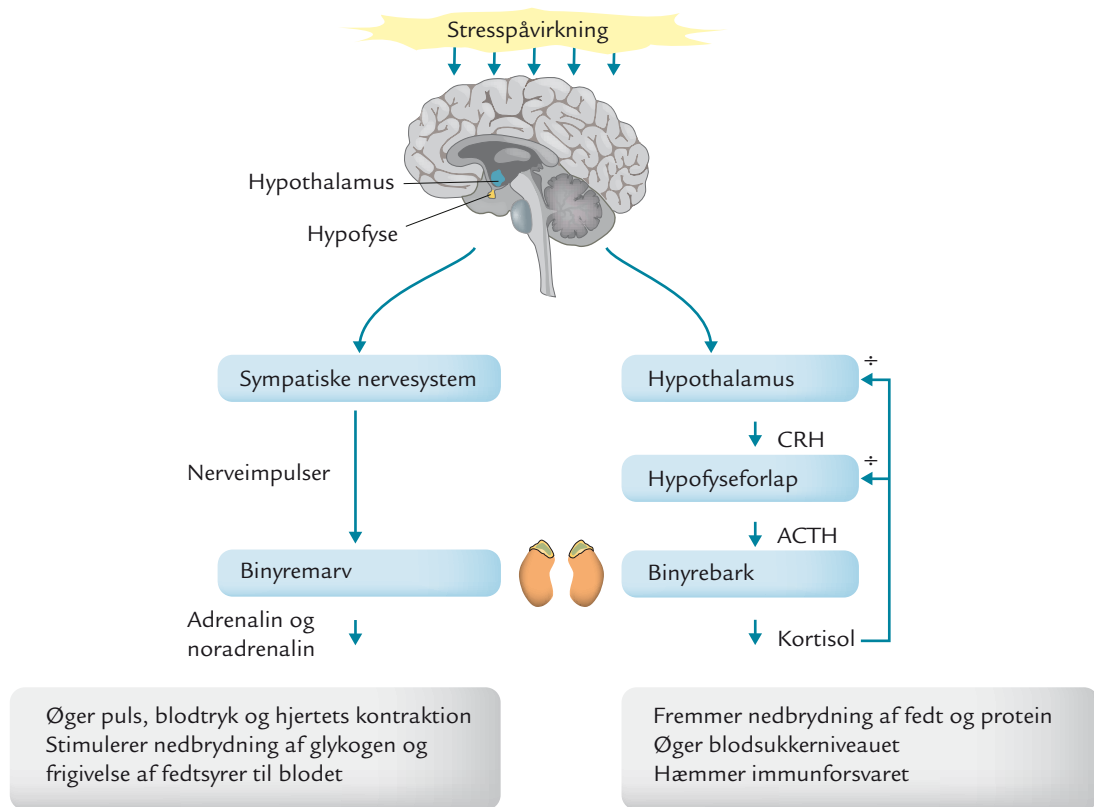 Stresspåvirkning
Hypothalamus
Hypofyse
Sympatiske nervesystem
Nerveimpulser
Binyremarv
Adrenalin og
noradrenalin
Øger puls, blodtryk og hjertets kontraktion
Stimulerer nedbrydning af glykogen og
frigivelse af fedtsyrer til blodet
Hypothalamus
÷
CRH
Hypofyseforlap
÷
ACTH
Binyrebark
Kortisol
Fremmer nedbrydning af fedt og protein
Øger blodsukkerniveauet
Hæmmer immunforsvaret